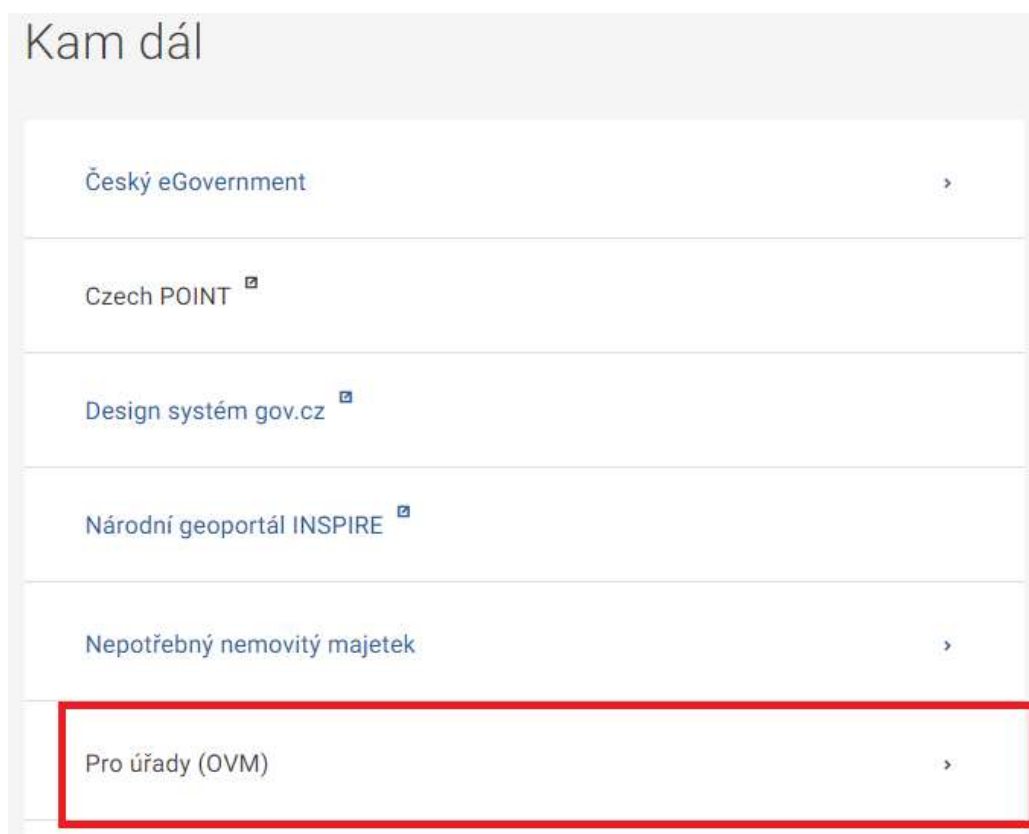 Kam dál
Český eGovernment
Czech POINT
Design systém gov.cz
Národní geoportál INSPIRE
Nepotřebný nemovitý majetek
Pro úřady (OVM)